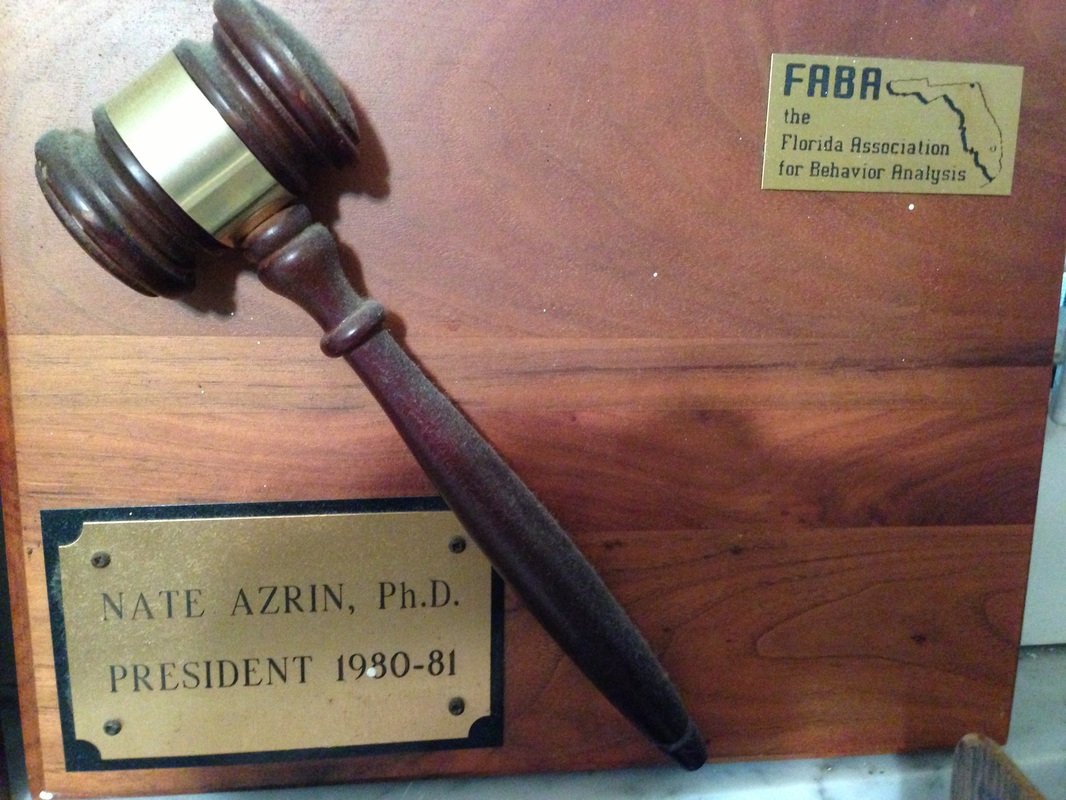 FABA
the
Florida Association
for Behavior Analysis
NATE AZRIN, Ph.D.
PRESIDENT 1980-81